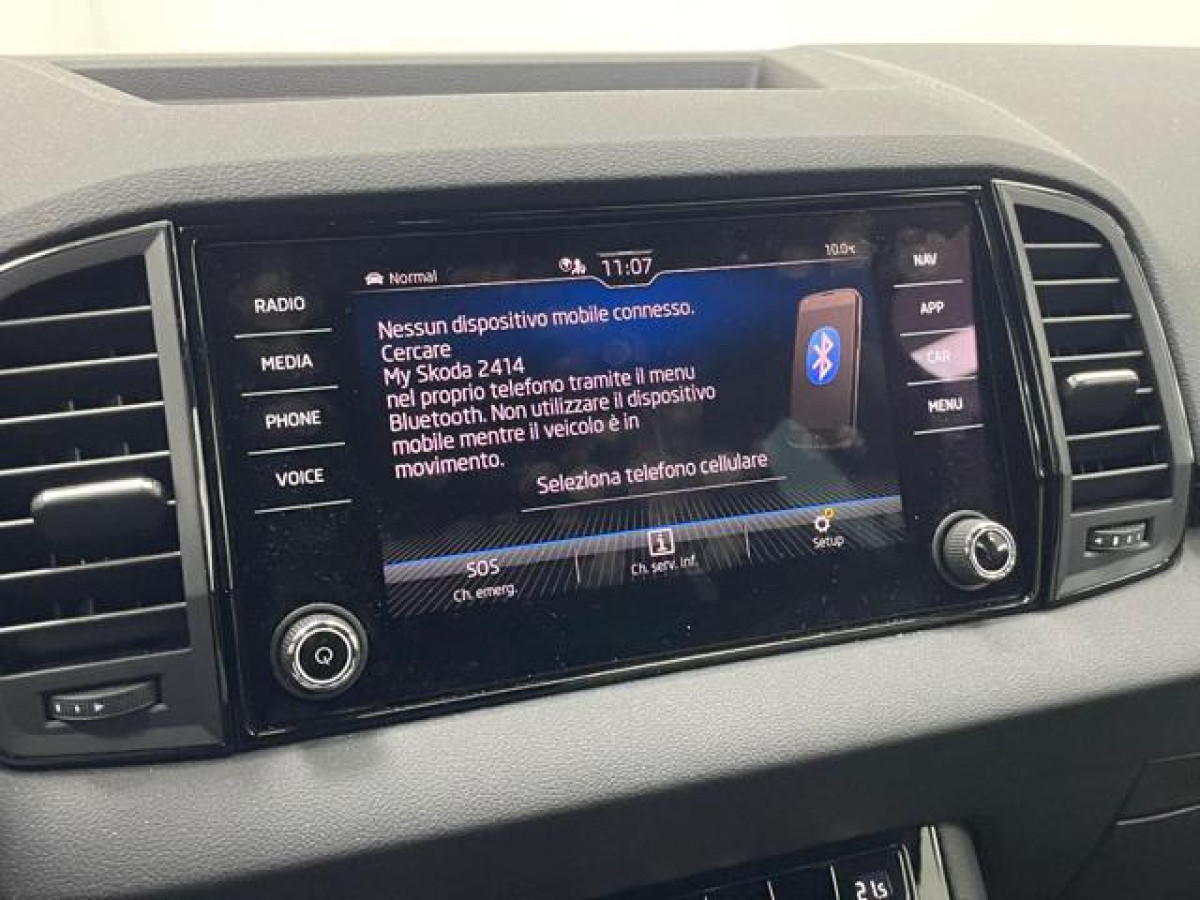 Normal
11:07
10.0°C
RADIO
MEDIA
PHONE
VOICE
Nessun dispositivo mobile connesso.
Cercare
My Skoda 2414
nel proprio telefono tramite il menu
Bluetooth. Non utilizzare il dispositivo
mobile mentre il veicolo è in
movimento.
Seleziona telefono cellulare
SOS
Ch. emerg.
i
Ch. serv. inf.
Setup
NAV
APP
CAR
MENU